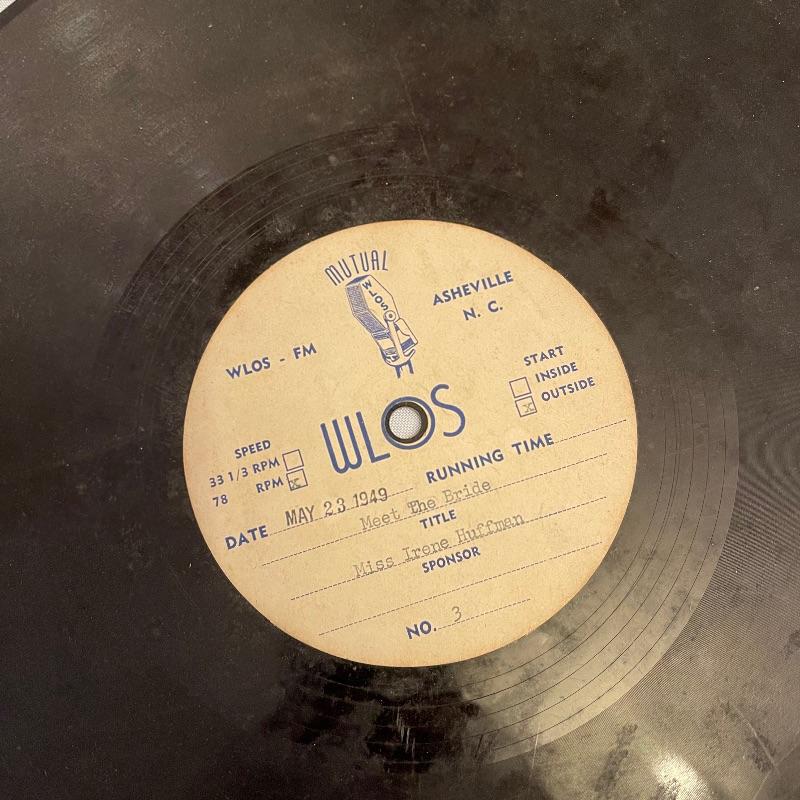 MUTUAL
WLOS
ASHEVILLE
N. C.
WLOS - FM
START
INSIDE
x OUTSIDE
WLOS
SPEED
33 1/3 RPM
78 RPM x
RUNNING TIME
DATE MAY 23 1949
Meet The Bride
TITLE
Miss Irene Huffman
SPONSOR
NO. 3